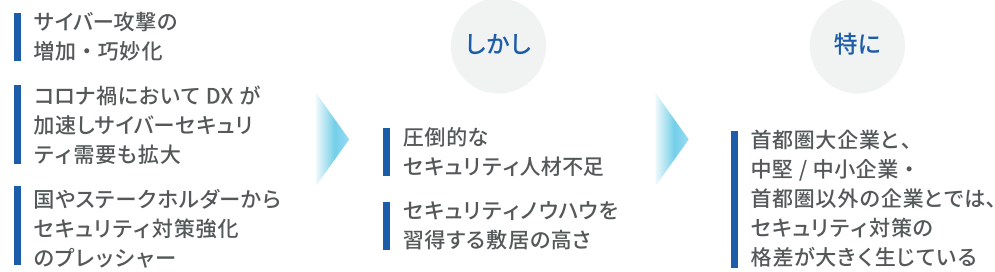 サイバー攻撃の
増加・巧妙化
コロナ禍において DX が
加速しサイバーセキュリ
ティ需要も拡大
国やステークホルダーから
セキュリティ対策強化
のプレッシャー
しかし
圧倒的な
セキュリティ人材不足
セキュリティノウハウを
習得する敷居の高さ
特に
首都圏大企業と、
中堅 / 中小企業・
首都圏以外の企業とでは、
セキュリティ対策の
格差が大きく生じている